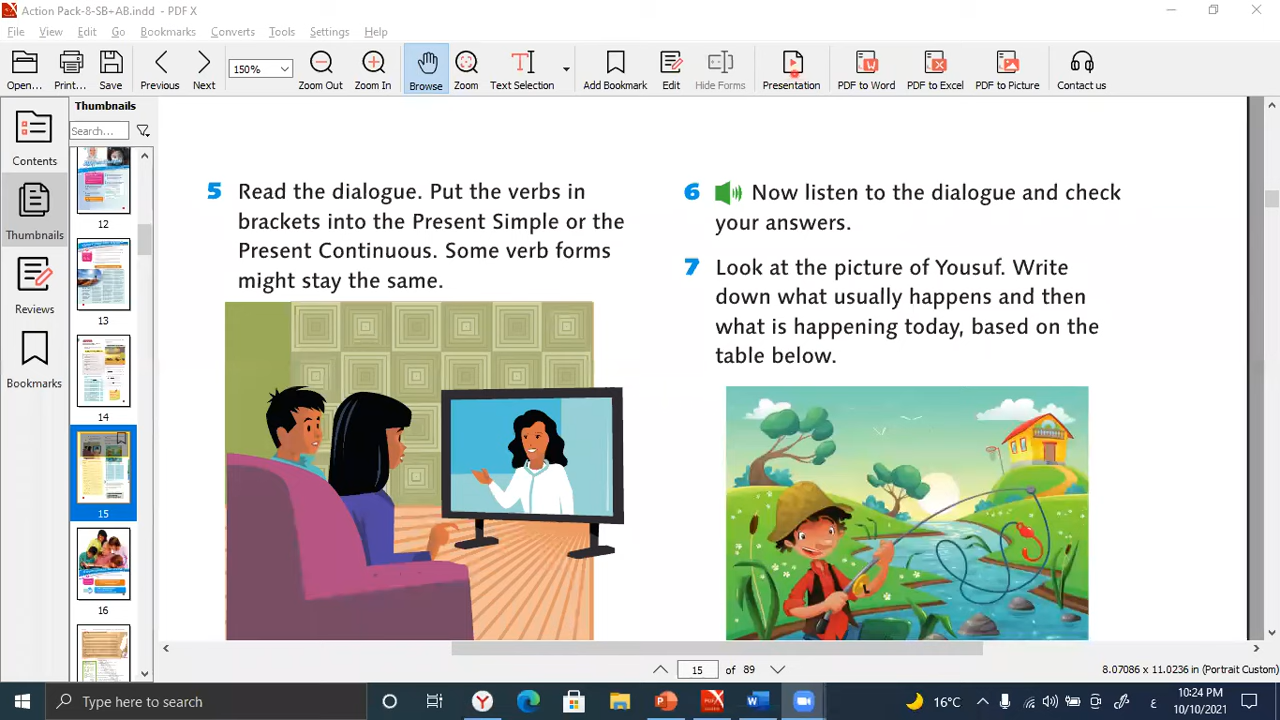 Action Pack-8-SB+AB.indd - PDF X
File View Edit Go Bookmarks Converts Tools Settings Help
150%
Open... Print... Save Previous Next Zoom Out Zoom In Browse Zoom Text Selection Add Bookmark Edit Hide Forms Presentation PDF to Word PDF to Excel PDF to Picture Contact us
Contents
Thumbnails
Reviews
Bookmarks
Thumbnails
Search...
12
13
14
15
16
5 Read the dialogue. Put the verbs in
brackets into the Present Simple or the
Present Continuous. Some verb forms
might stay the same.
6 Now listen to the dialogue and check
your answers.
7 Look at the picture of Yousuf. Write
down what usually happens and then
what is happening today, based on the
table below.
15 of 89
8.07086 x 11.0236 in (Portrait Custom)
Type here to search
16°C
ع
10:24 PM
10/10/2021